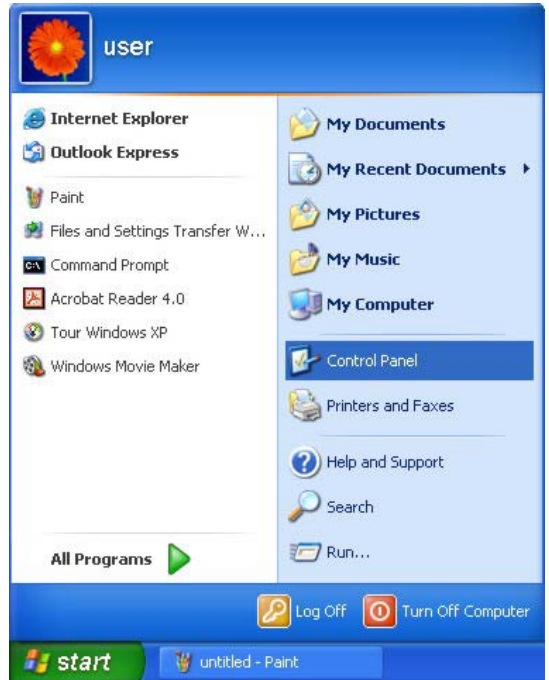 user
Internet Explorer
Outlook Express
Paint
Files and Settings Transfer W...
Command Prompt
Acrobat Reader 4.0
Tour Windows XP
Windows Movie Maker
All Programs
My Documents
My Recent Documents
My Pictures
My Music
My Computer
Control Panel
Printers and Faxes
Help and Support
Search
Run...
Log Off
Turn Off Computer
start
untitled - Paint